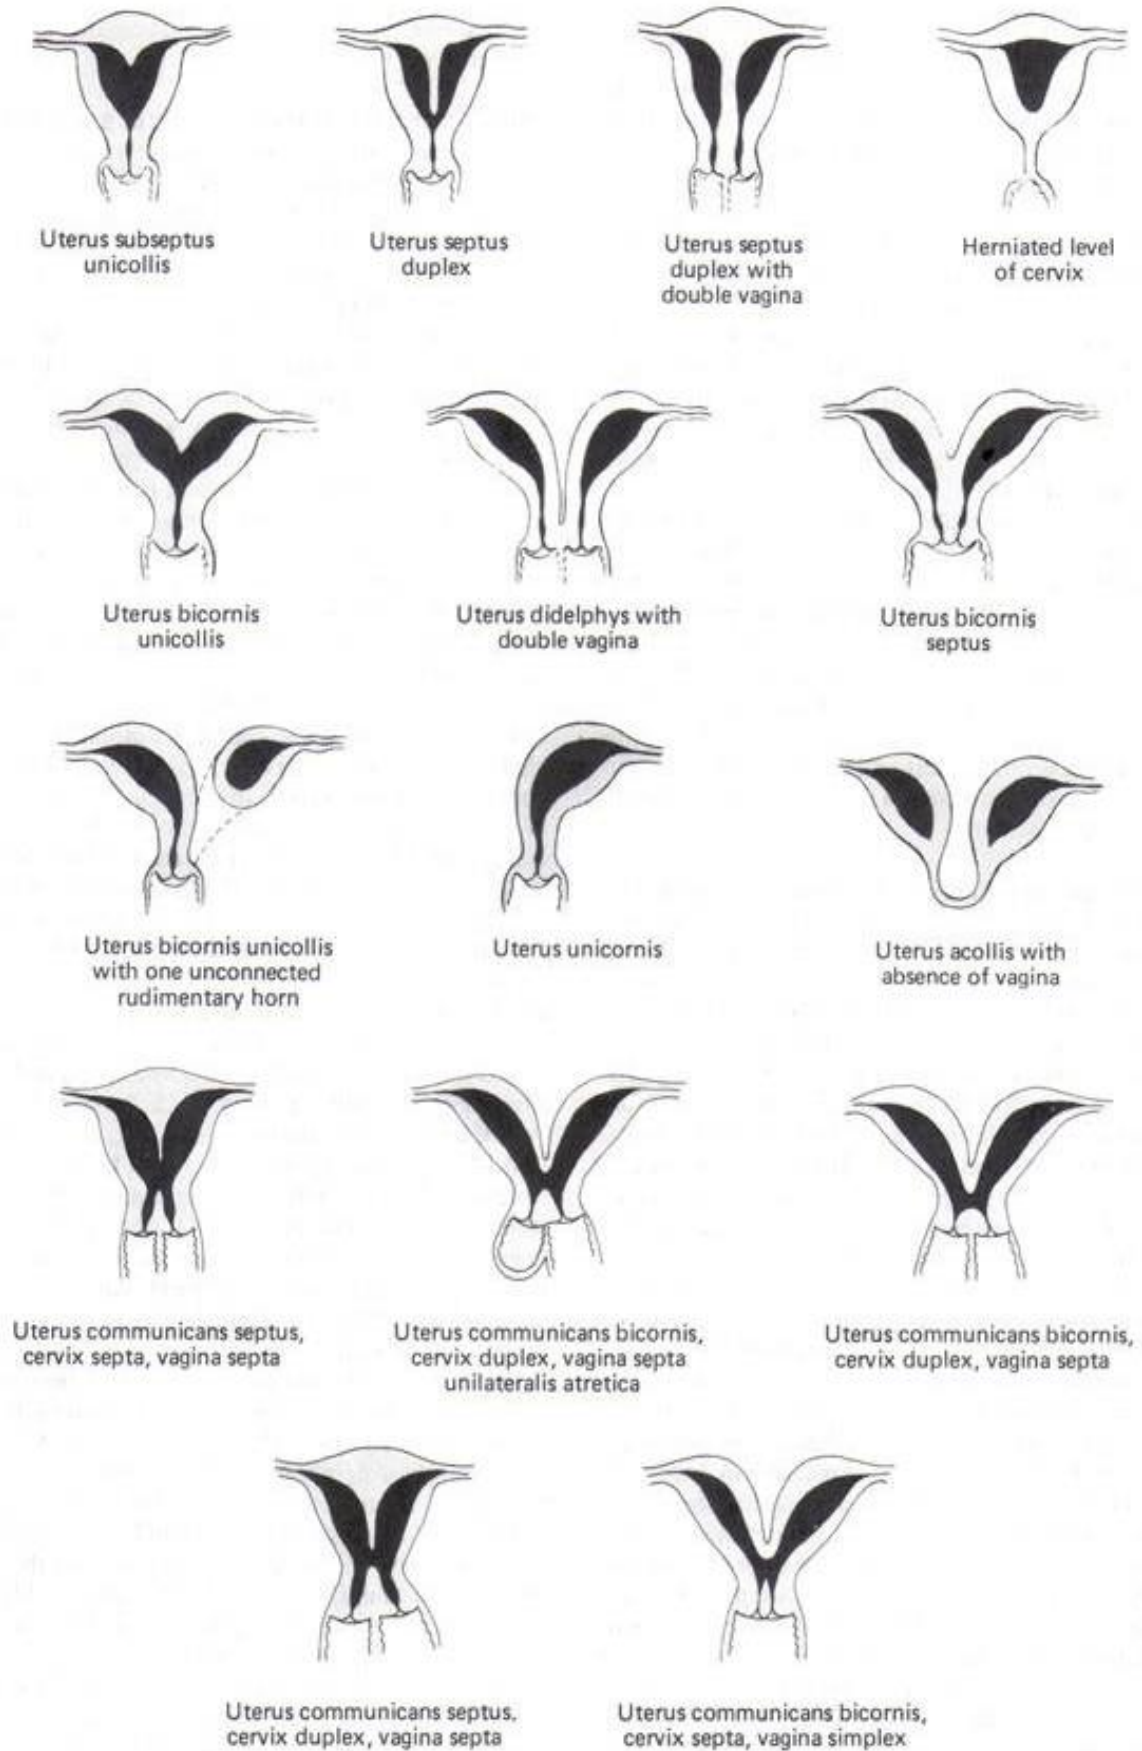 Uterus subseptus
unicollis
Uterus septus
duplex
Uterus septus
duplex with
double vagina
Herniated level
of cervix
Uterus bicornis
unicollis
Uterus didelphys with
double vagina
Uterus bicornis
septus
Uterus bicornis unicollis
with one unconnected
rudimentary horn
Uterus unicornis
Uterus acollis with
absence of vagina
Uterus communicans septus,
cervix septa, vagina septa
Uterus communicans bicornis,
cervix duplex, vagina septa
unilateralis atretica
Uterus communicans bicornis,
cervix duplex, vagina septa
Uterus communicans septus,
cervix duplex, vagina septa
Uterus communicans bicornis,
cervix septa, vagina simplex